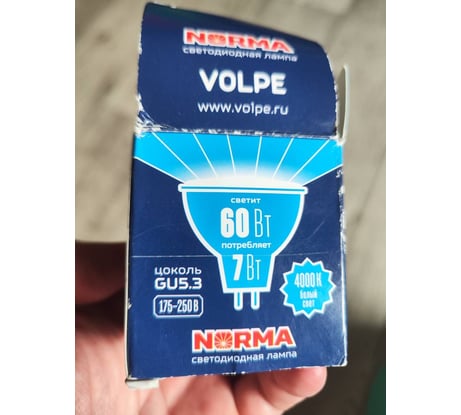 NORMA
светодиодная лампа
VOLPE
www.volpe.ru
светит
60 Вт
потребляет
7 Вт
цоколь
GU5.3
175-250 В
4000K
белый
свет
NORMA
светодиодная лампа